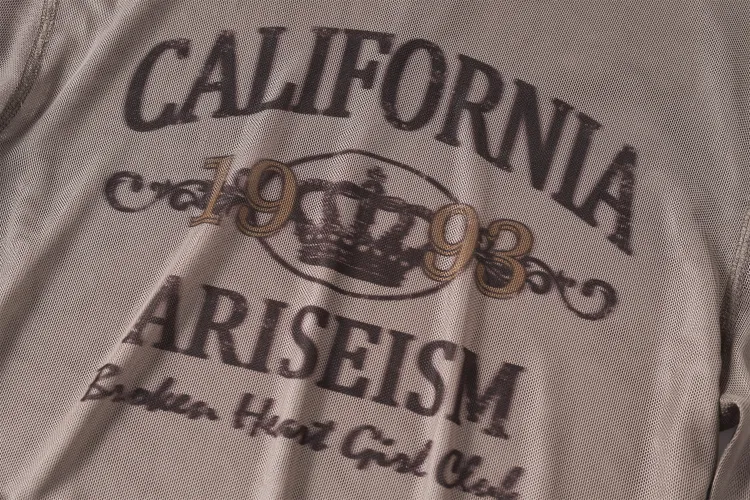 CALIFORNIA
1993
ARISEISM
Broken Heart Girl Club